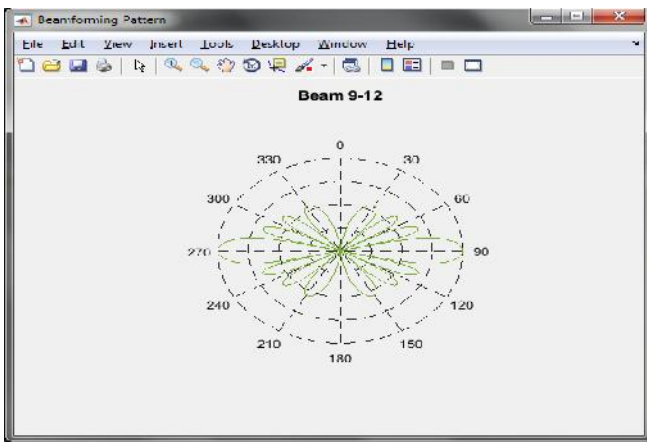 Beamforming Pattern
File Edit View Insert Tools Desktop Window Help
Beam 9-12
0
330 30
300 60
270 90
240 120
210 150
180